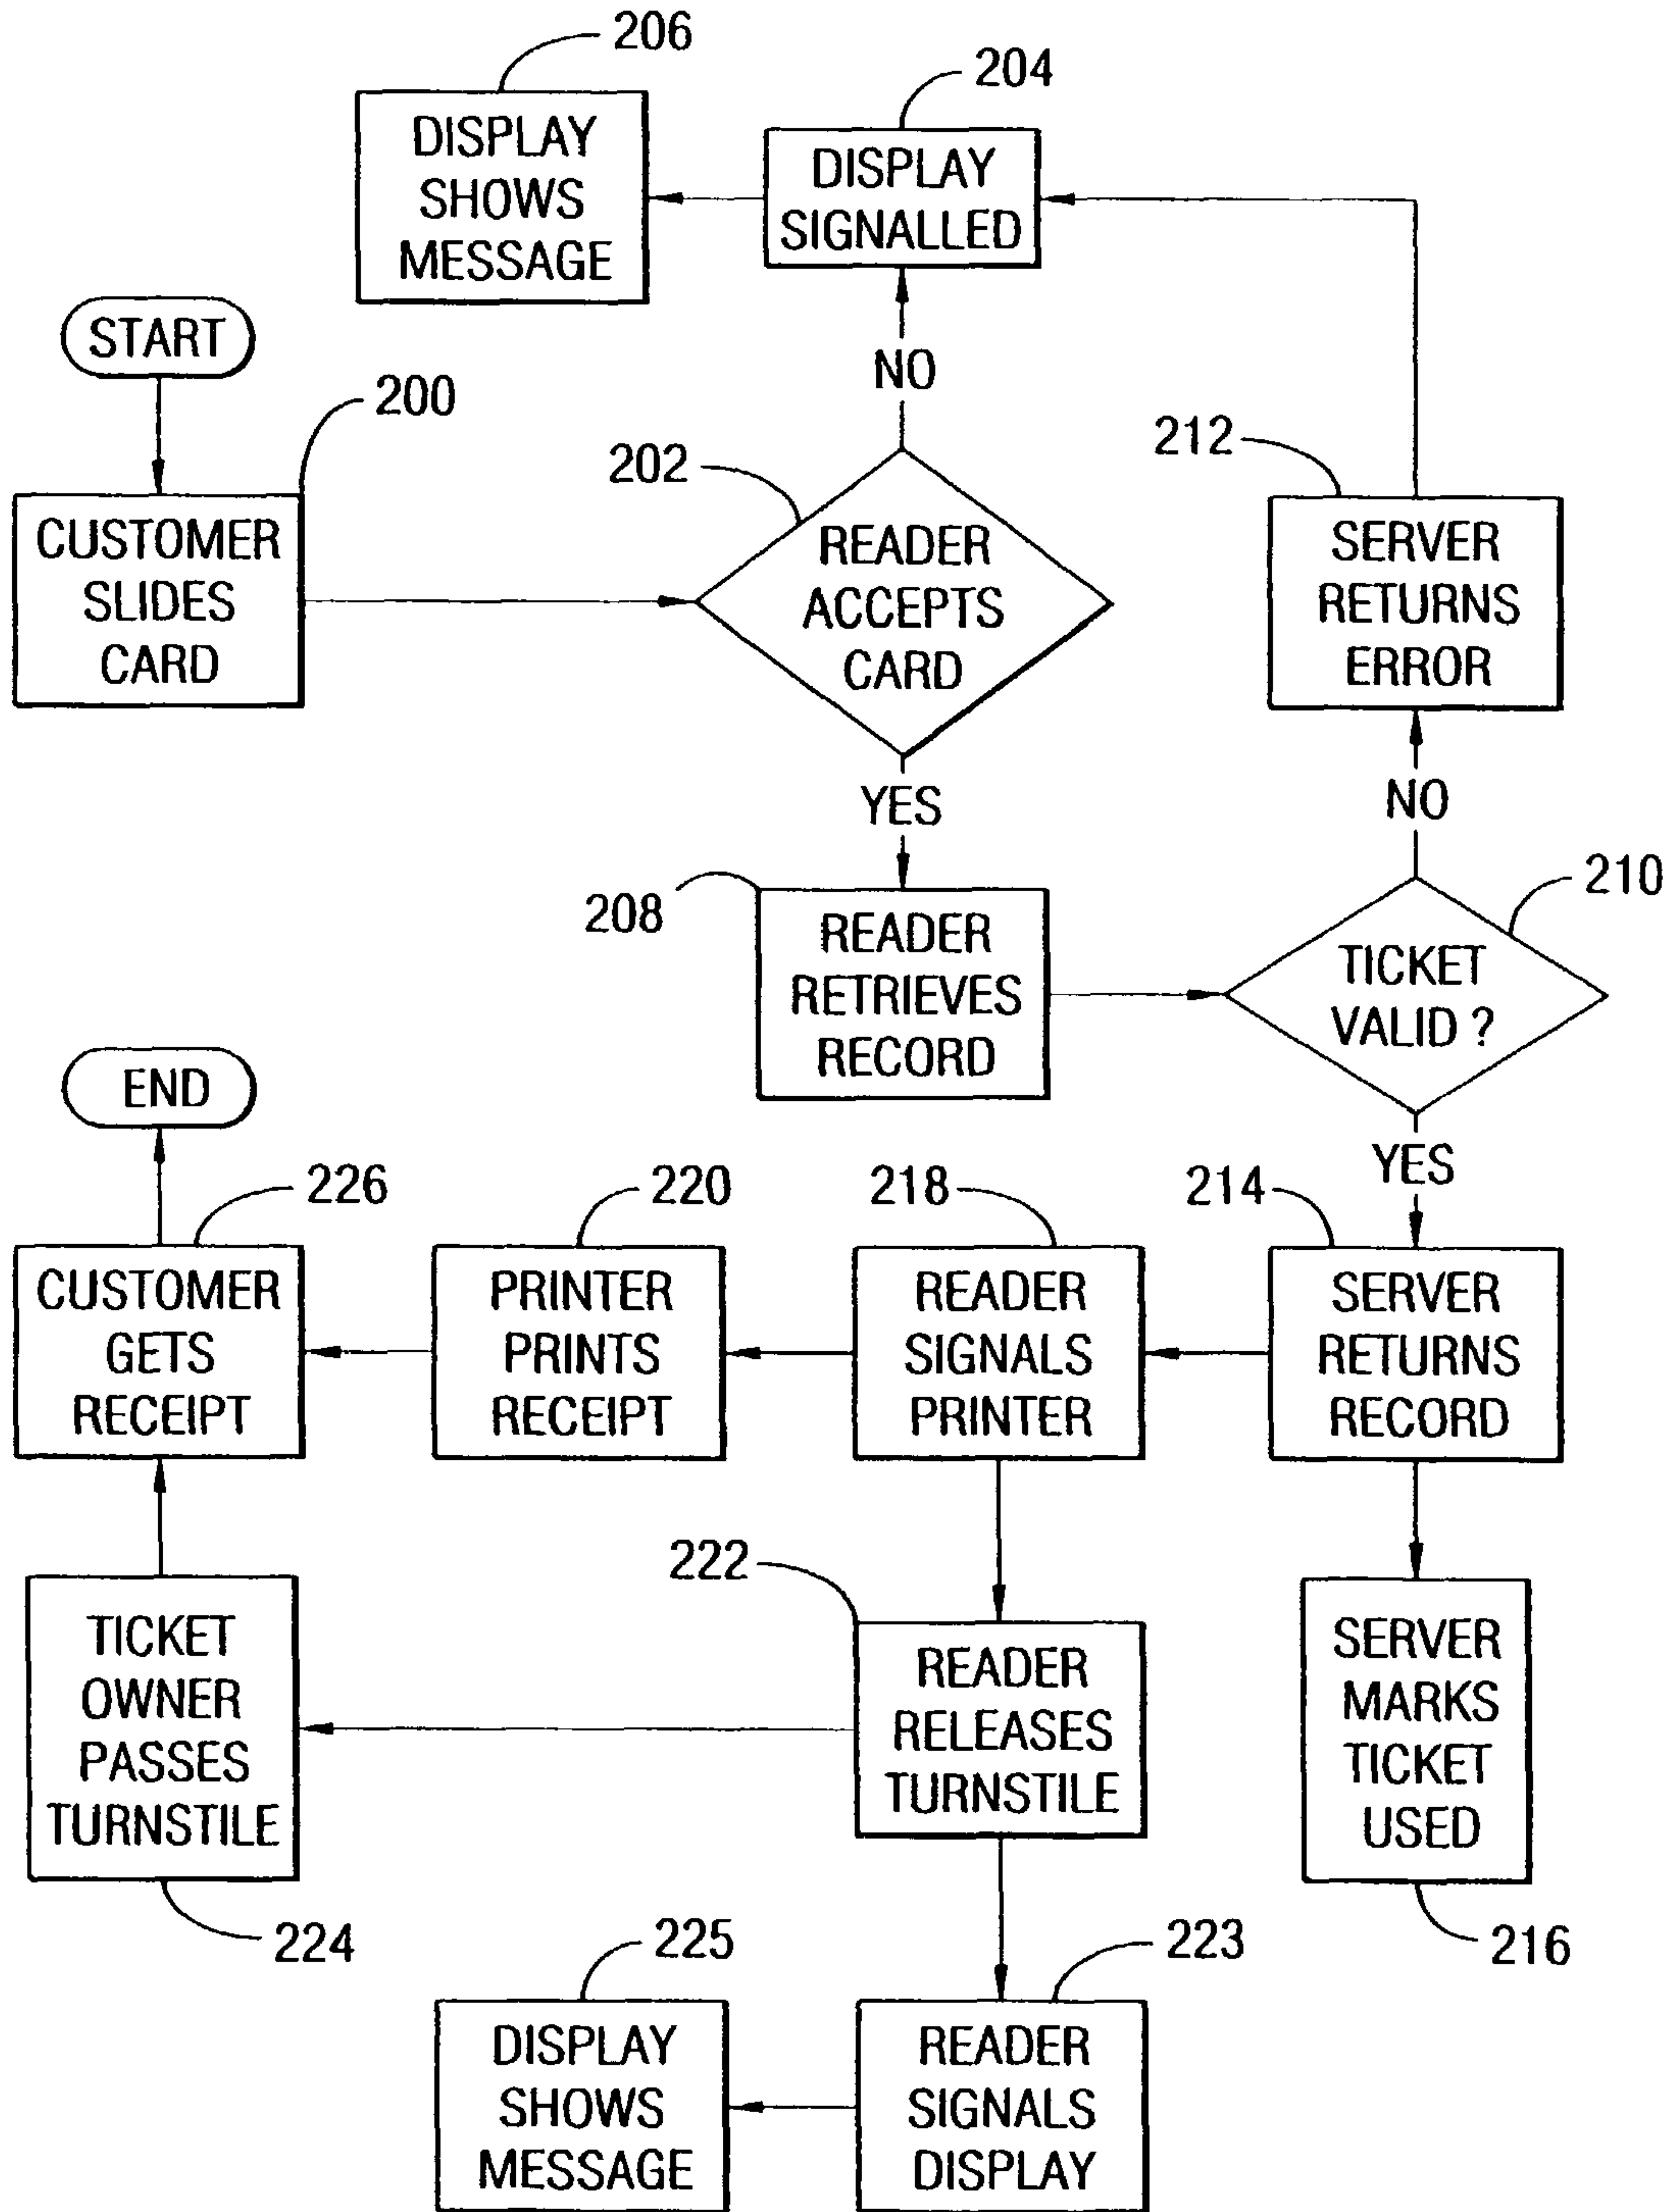 206
204
DISPLAY
SHOWS
MESSAGE
DISPLAY
SIGNALLED
START
NO
200
202
212
CUSTOMER
SLIDES
CARD
READER
ACCEPTS
CARD
SERVER
RETURNS
ERROR
YES
NO
208
210
READER
RETRIEVES
RECORD
TICKET
VALID ?
END
YES
226
220
218
214
CUSTOMER
GETS
RECEIPT
PRINTER
PRINTS
RECEIPT
READER
SIGNALS
PRINTER
SERVER
RETURNS
RECORD
222
TICKET
OWNER
PASSES
TURNSTILE
READER
RELEASES
TURNSTILE
SERVER
MARKS
TICKET
USED
224
225
223
216
DISPLAY
SHOWS
MESSAGE
READER
SIGNALS
DISPLAY